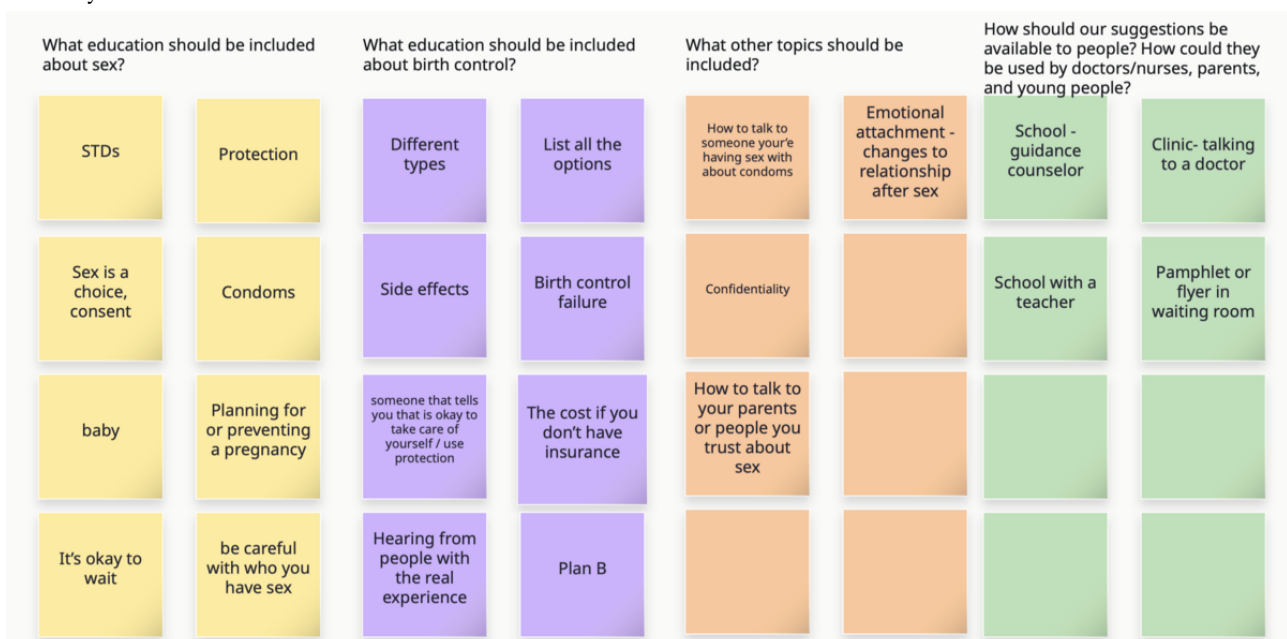 What education should be included
about sex?
STDs
Protection
Sex is a
choice,
consent
Condoms
baby
Planning for
or preventing
a pregnancy
It's okay to
wait
be careful
with who you
have sex
What education should be included
about birth control?
Different
types
List all the
options
Side effects
Birth control
failure
someone that tells
you that is okay to
take care of
yourself / use
protection
The cost if you
don't have
insurance
Hearing from
people with
the real
experience
Plan B
What other topics should be
included?
How to talk to
someone your'e
having sex with
about condoms
Emotional
attachment -
changes to
relationship
after sex
Confidentiality
How to talk to
your parents
or people you
trust about
sex
How should our suggestions be
available to people? How could they
be used by doctors/nurses, parents,
and young people?
School -
guidance
counselor
Clinic- talking
to a doctor
School with a
teacher
Pamphlet or
flyer in
waiting room